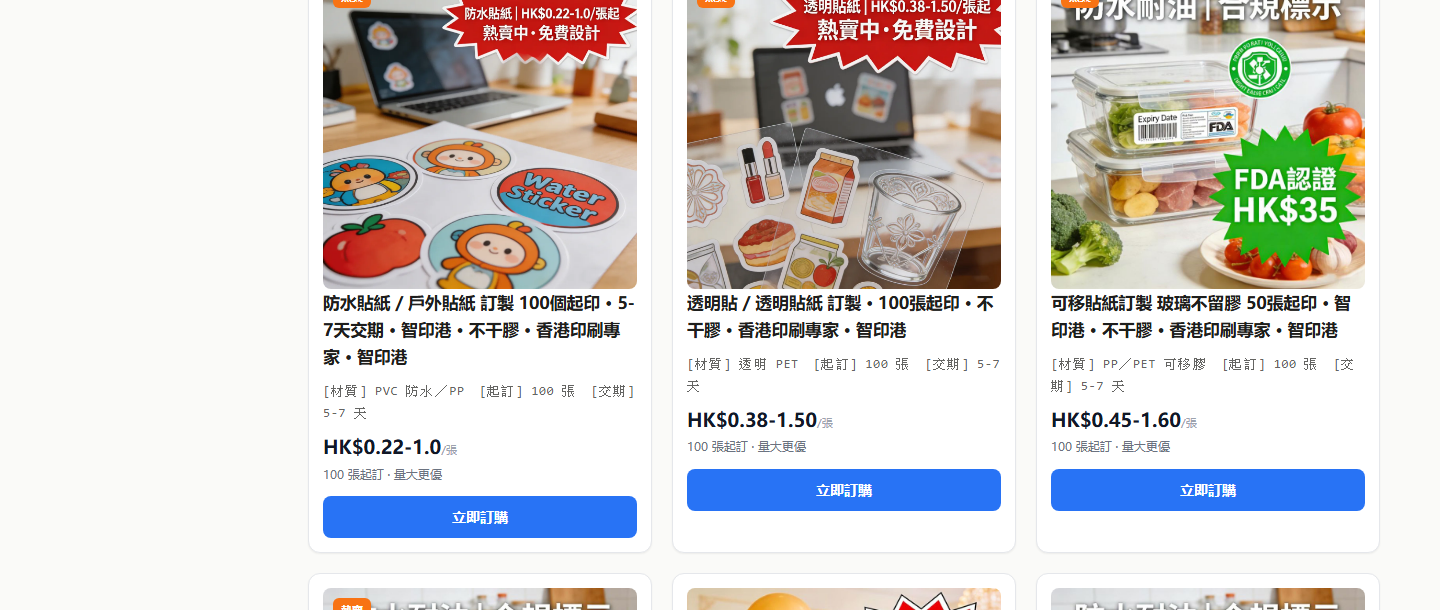 防水貼紙 | HK$0.22-1.0/張起
熱賣中·免費設計
Water
Sticker
防水貼紙 / 戶外貼紙 訂製 100個起印・5-
7天交期・智印港・不干膠・香港印刷專
家・智印港
[材質] PVC 防水／PP [起訂] 100 張 [交期]
5-7 天
HK$0.22-1.0/張
100 張起訂 · 量大更優
立即訂購
透明貼紙 | HK$0.38-1.50/張起
熱賣中·免費設計
透明貼 / 透明貼紙 訂製・100張起印・不
干膠・香港印刷專家・智印港
[材質] 透明 PET [起訂] 100 張 [交期] 5-7
天
HK$0.38-1.50/張
100 張起訂 · 量大更優
立即訂購
防水耐油 | 合規標示
Expiry Date
FDA
FDA認證
HK$35
可移貼紙訂製 玻璃不留膠 50張起印・智
印港・不干膠・香港印刷專家・智印港
[材質] PP／PET 可移膠 [起訂] 100 張 [交
期] 5-7 天
HK$0.45-1.60/張
100 張起訂 · 量大更優
立即訂購